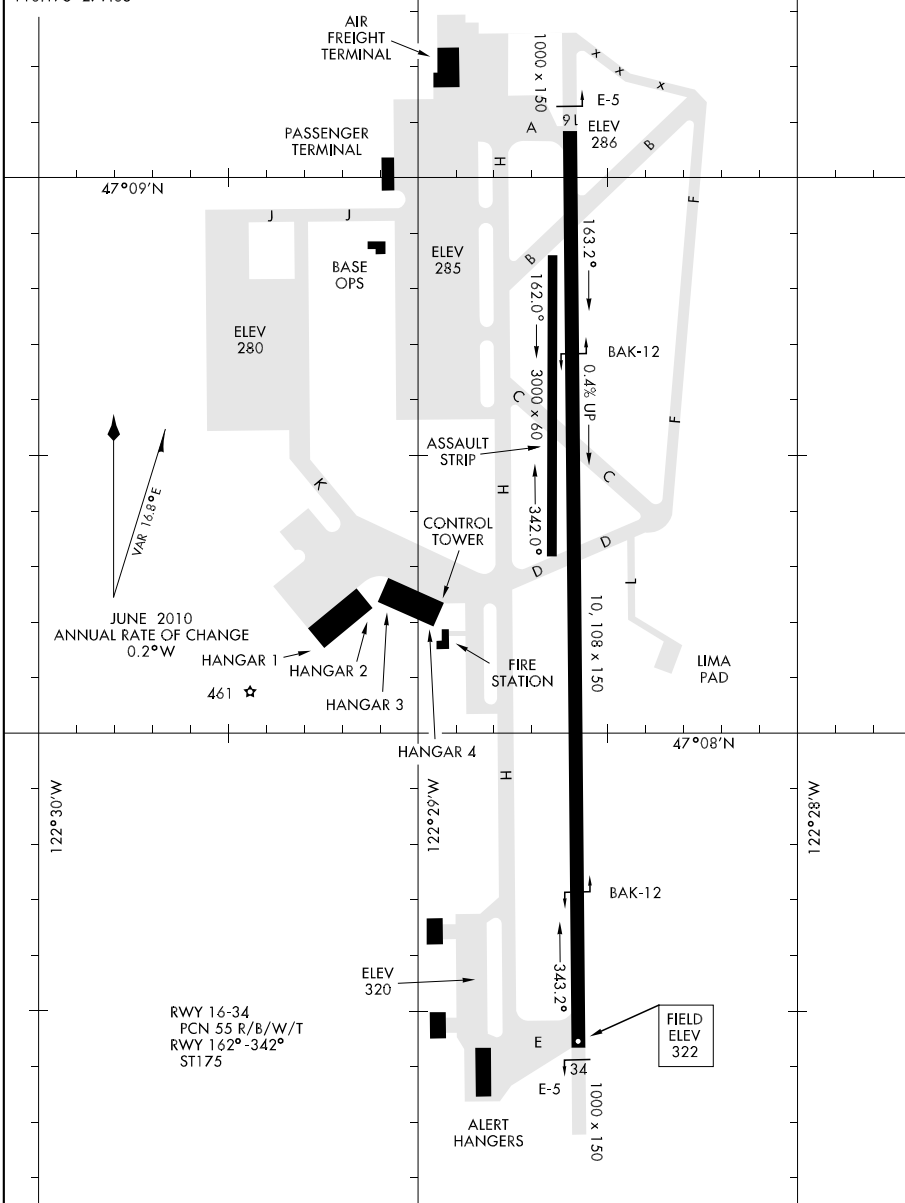 AIR
FREIGHT
TERMINAL
1000 x 150
x
x
x
E-5
16
ELEV
286
A
B
PASSENGER
TERMINAL
H
47°09'N
J
J
F
BASE
OPS
ELEV
285
B
163.2°
162.0°
ELEV
280
BAK-12
3000 x 60
0.4% UP
C
F
ASSAULT
STRIP
VAR 16.8°E
K
H
C
342.0°
CONTROL
TOWER
D
D
L
JUNE 2010
ANNUAL RATE OF CHANGE
0.2°W
10, 108 x 150
HANGAR 1
HANGAR 2
FIRE
STATION
LIMA
PAD
461
HANGAR 3
HANGAR 4
47°08'N
H
122°30'W
122°29'W
122°28'W
BAK-12
ELEV
320
343.2°
RWY 16-34
PCN 55 R/B/W/T
RWY 162°-342°
ST175
FIELD
ELEV
322
E
34
E-5
1000 x 150
ALERT
HANGERS